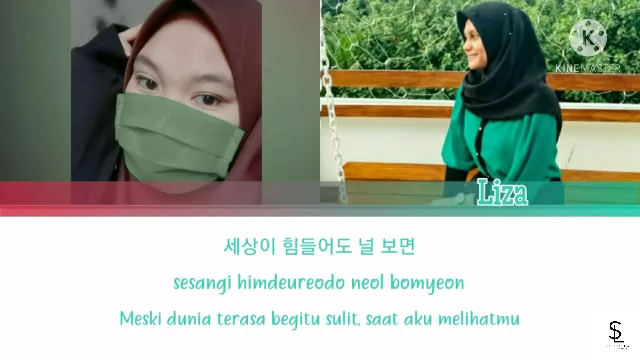 KINEMASTER
Liza
세상이 힘들어도 널 보면
sesangi himdeureodo neol bomyeon
Meski dunia terasa begitu sulit, saat aku melihatmu
SL